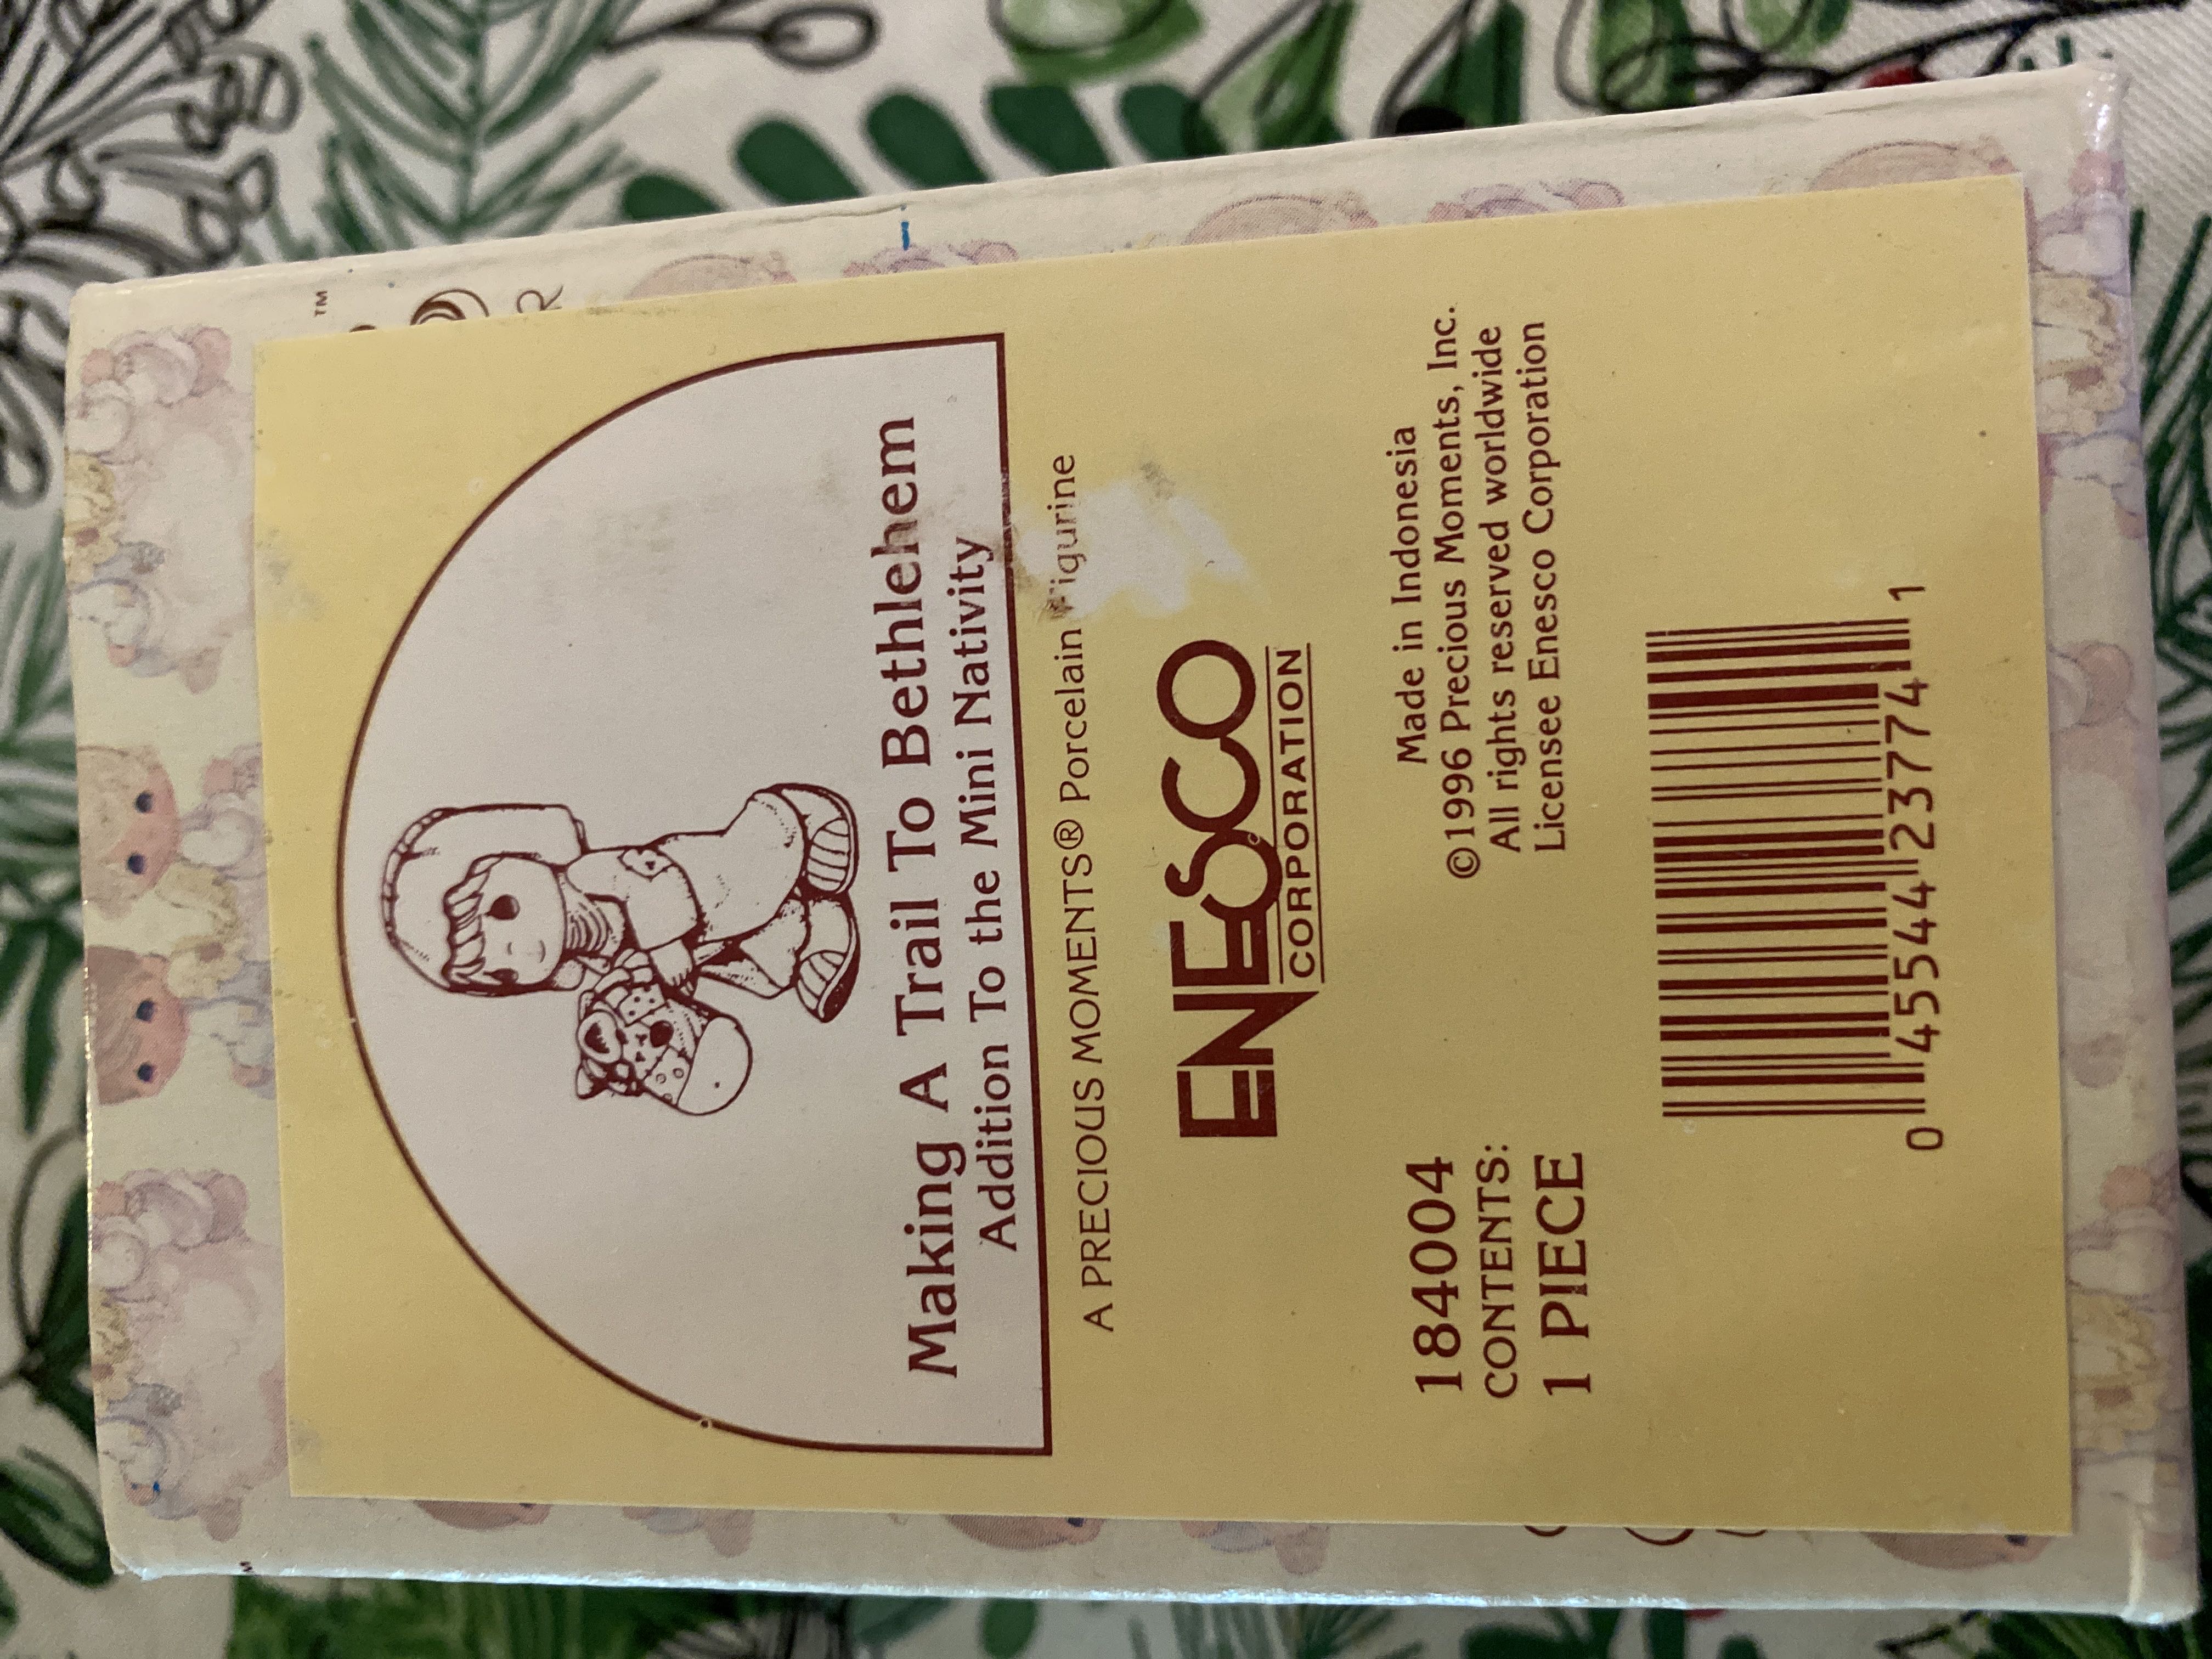 Making A Trail To Bethlehem
Addition To the Mini Nativity
A PRECIOUS MOMENTS® Porcelain Figurine
ENESCO
CORPORATION
184004
CONTENTS:
1 PIECE
Made in Indonesia
©1996 Precious Moments, Inc.
All rights reserved worldwide
Licensee Enesco Corporation
0 45544 23774 1
TM